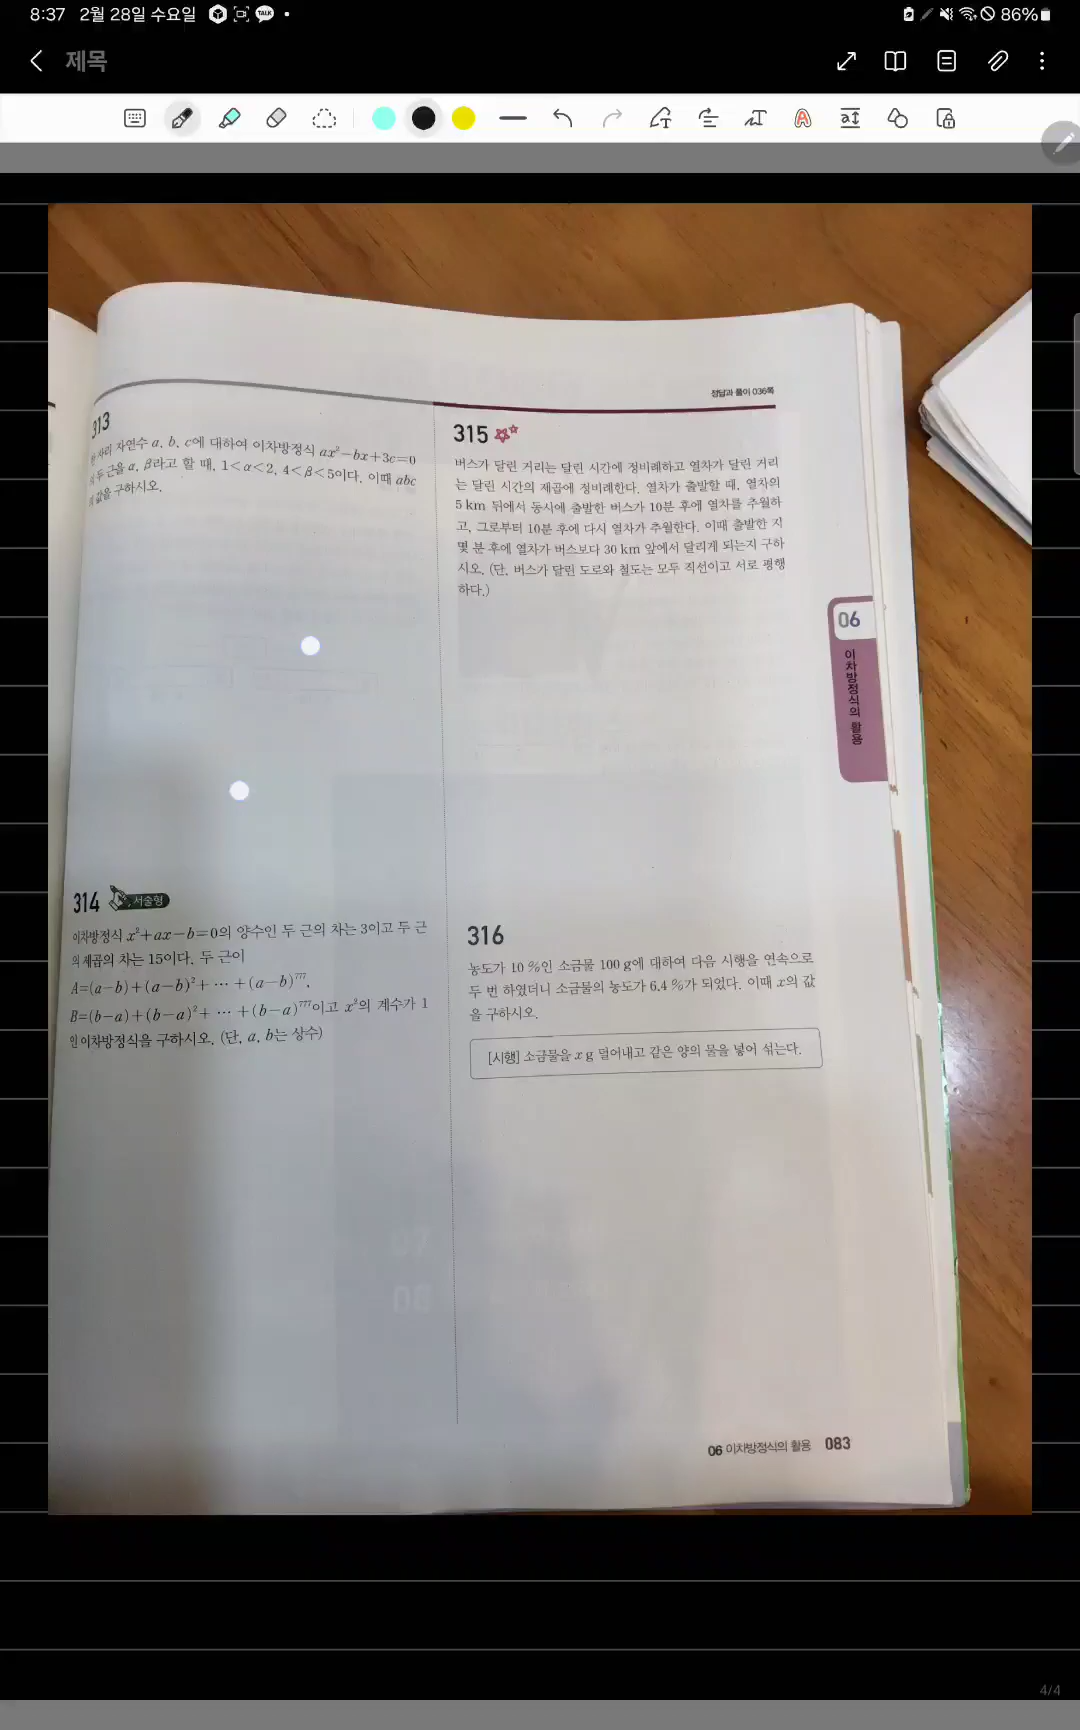 8:37 2월 28일 수요일
86%
제목
정답과 풀이 036쪽
313
자리 자연수 a, b, c에 대하여 이차방정식 ax²-bx+3c=0
두 근을 α, β라고 할 때, 1<α<2, 4<β<5이다. 이때 abc
값을 구하시오.
314 서술형
이차방정식 x²+ax-b=0의 양수인 두 근의 차는 3이고 두 근
의 제곱의 차는 15이다. 두 근이
A=(a-b)+(a-b)²+ ⋯ +(a-b)⁷⁷⁷,
B=(b-a)+(b-a)²+ ⋯ +(b-a)⁷⁷⁷이고 x²의 계수가 1
인 이차방정식을 구하시오. (단, a, b는 상수)
315
버스가 달린 거리는 달린 시간에 정비례하고 열차가 달린 거리
는 달린 시간의 제곱에 정비례한다. 열차가 출발할 때, 열차의
5 km 뒤에서 동시에 출발한 버스가 10분 후에 열차를 추월하
고, 그로부터 10분 후에 다시 열차가 추월한다. 이때 출발한 지
몇 분 후에 열차가 버스보다 30 km 앞에서 달리게 되는지 구하
시오. (단, 버스가 달린 도로와 철도는 모두 직선이고 서로 평행
하다.)
316
농도가 10 %인 소금물 100 g에 대하여 다음 시행을 연속으로
두 번 하였더니 소금물의 농도가 6.4 %가 되었다. 이때 x의 값
을 구하시오.
[시행] 소금물을 x g 덜어내고 같은 양의 물을 넣어 섞는다.
06
이차방정식의 활용
06 이차방정식의 활용 083
4/4